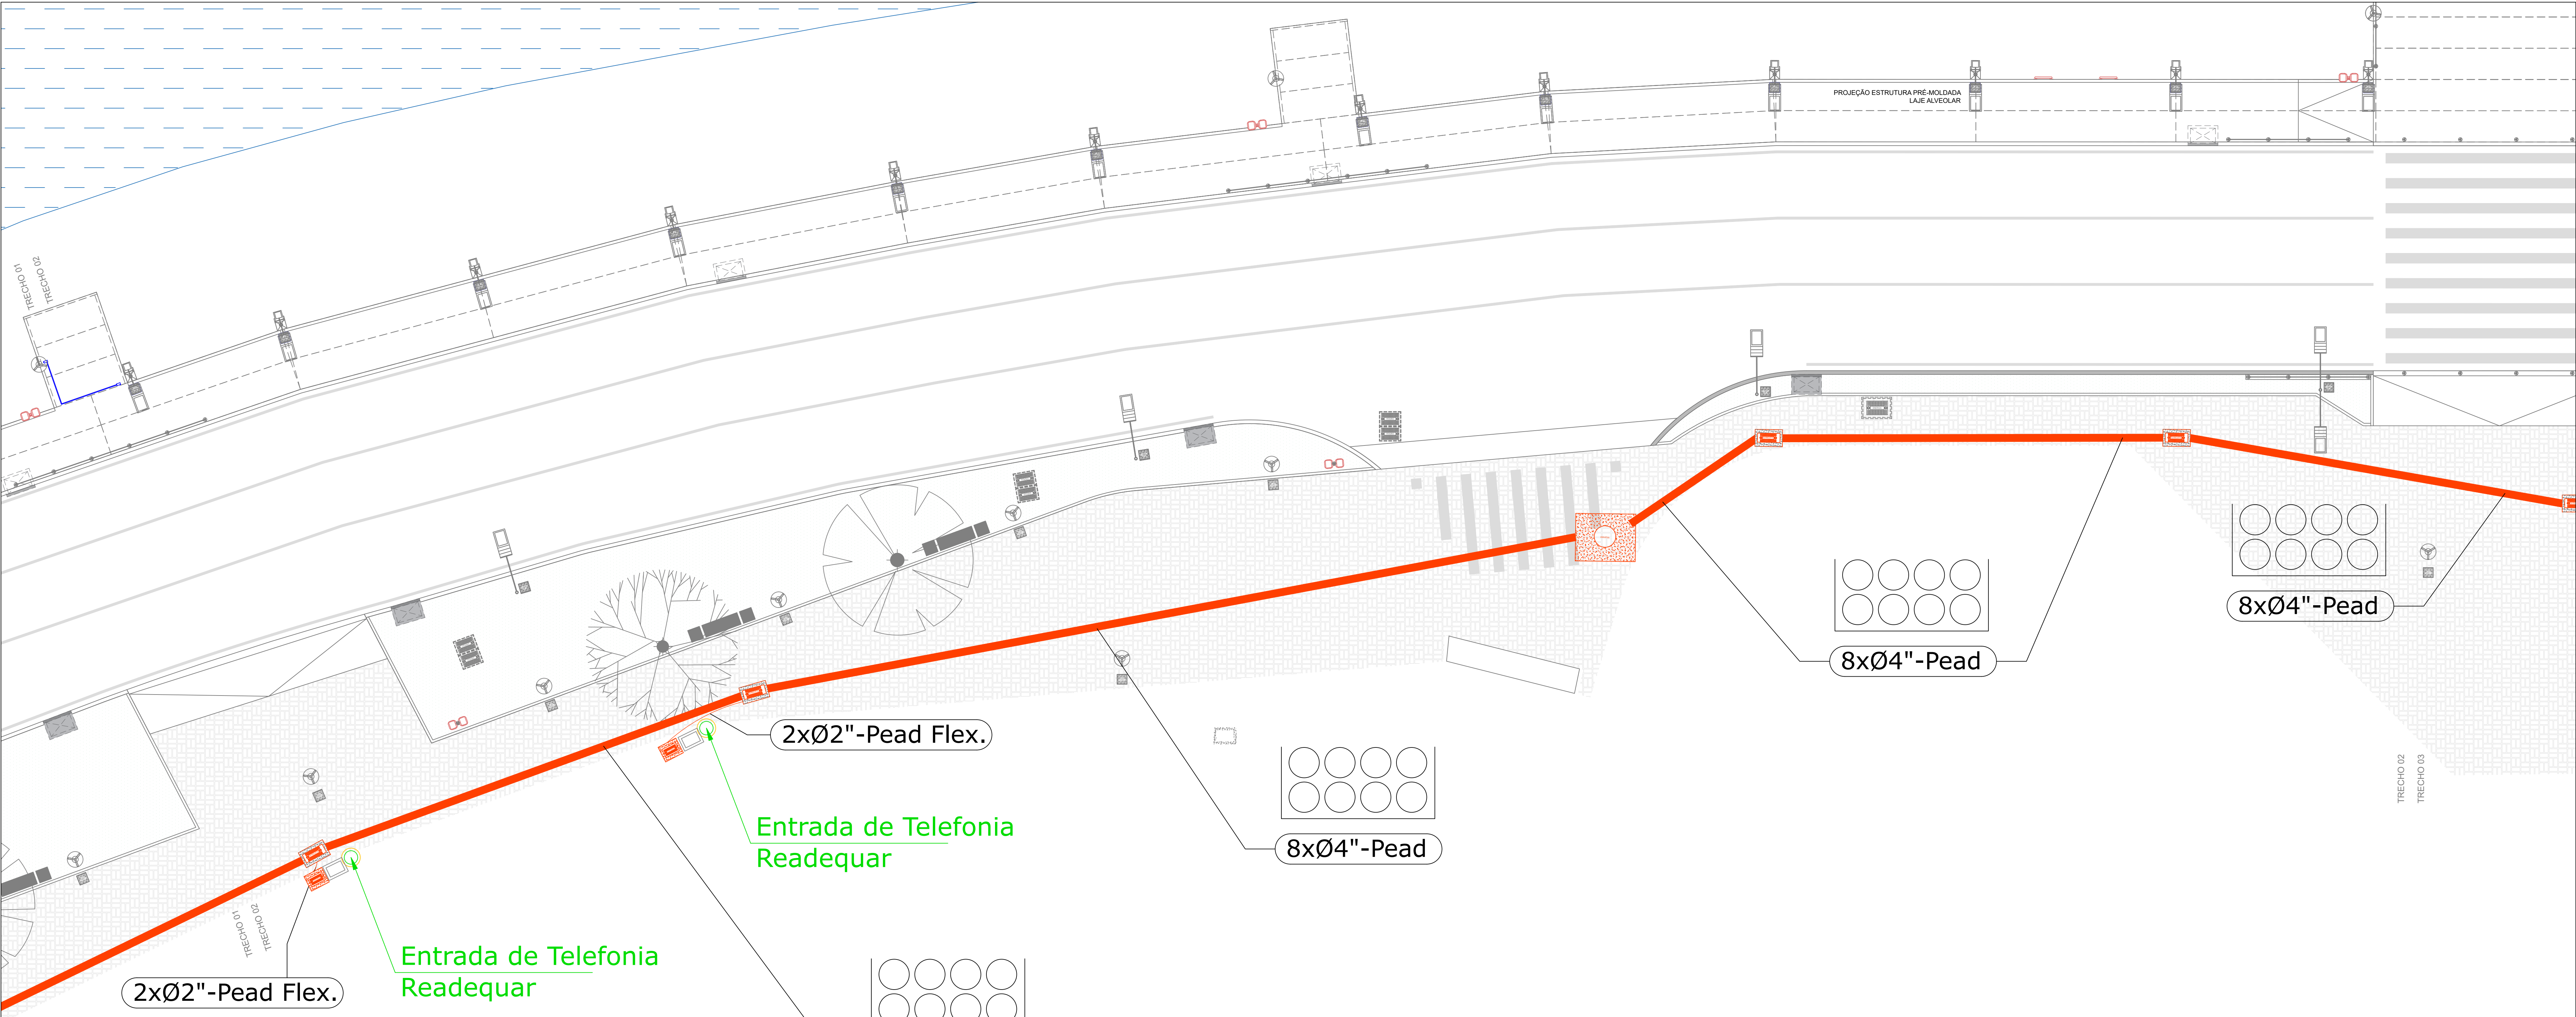 PROJEÇÃO ESTRUTURA PRÉ-MOLDADA
LAJE ALVEOLAR
TRECHO 01
TRECHO 02
8xØ4"-Pead
8xØ4"-Pead
2xØ2"-Pead Flex.
TRECHO 02
TRECHO 03
Entrada de Telefonia
Readequar
8xØ4"-Pead
TRECHO 01
TRECHO 02
Entrada de Telefonia
Readequar
2xØ2"-Pead Flex.